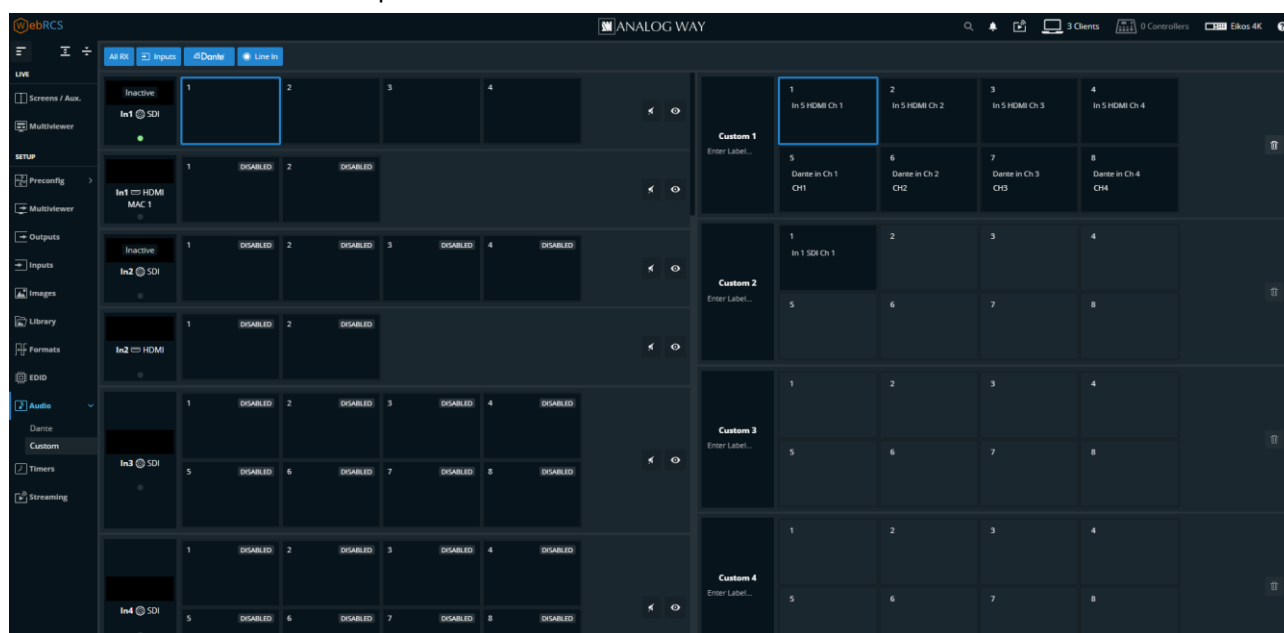 WebRCS
ANALOG WAY
3 Clients
0 Controllers
Eikos 4K
LIVE
Screens / Aux.
Multiviewer
SETUP
Preconfig
Multiviewer
Outputs
Inputs
Images
Library
Formats
EDID
Audio
Dante
Custom
Timers
Streaming
All RX
Inputs
Dante
Line In
Inactive
In1 SDI
1 2 3 4
In1 HDMI
MAC 1
1 DISABLED 2 DISABLED
Inactive
In2 SDI
1 DISABLED 2 DISABLED 3 DISABLED 4 DISABLED
In2 HDMI
1 DISABLED 2 DISABLED
In3 SDI
1 DISABLED 2 DISABLED 3 DISABLED 4 DISABLED
5 DISABLED 6 DISABLED 7 DISABLED 8 DISABLED
In4 SDI
1 DISABLED 2 DISABLED 3 DISABLED 4 DISABLED
5 DISABLED 6 DISABLED 7 DISABLED 8 DISABLED
Custom 1
Enter Label...
1 2 3 4
In 5 HDMI Ch 1 In 5 HDMI Ch 2 In 5 HDMI Ch 3 In 5 HDMI Ch 4
5 6 7 8
Dante in Ch 1 Dante in Ch 2 Dante in Ch 3 Dante in Ch 4
CH1 CH2 CH3 CH4
Custom 2
Enter Label...
1 2 3 4
In 1 SDI Ch 1
5 6 7 8
Custom 3
Enter Label...
1 2 3 4
5 6 7 8
Custom 4
Enter Label...
1 2 3 4
5 6 7 8